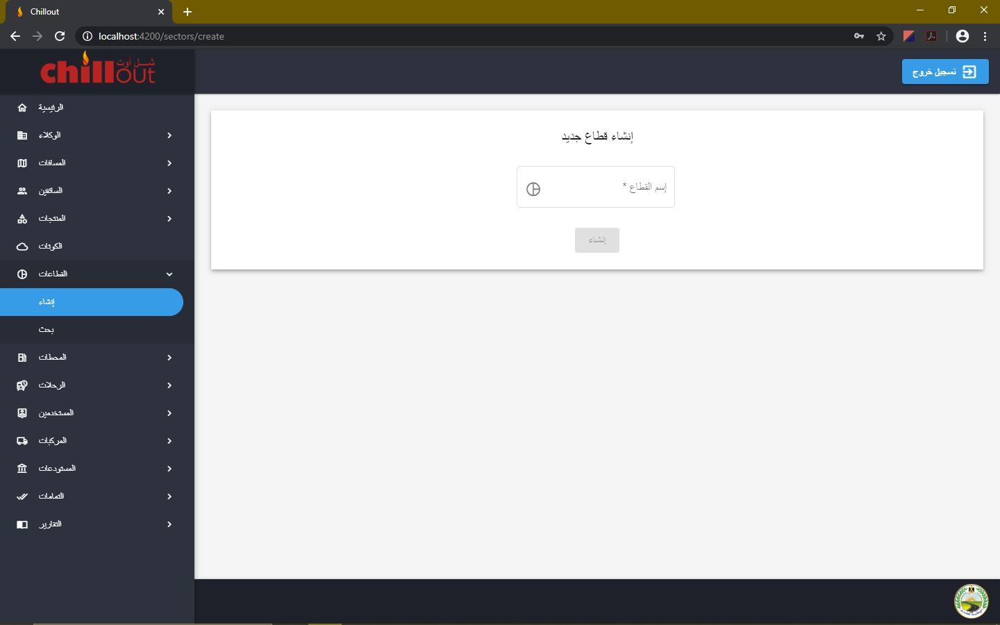 Chillout
localhost:4200/sectors/create
شيل أوت
chillout
تسجيل خروج
الرئيسية
الوكلاء
المسافات
السائقين
المنتجات
الكوتات
القطاعات
إنشاء
بحث
المحطات
الرحلات
المستخدمين
المركبات
المستودعات
التمامات
التقارير
إنشاء قطاع جديد
إسم القطاع *
إنشاء